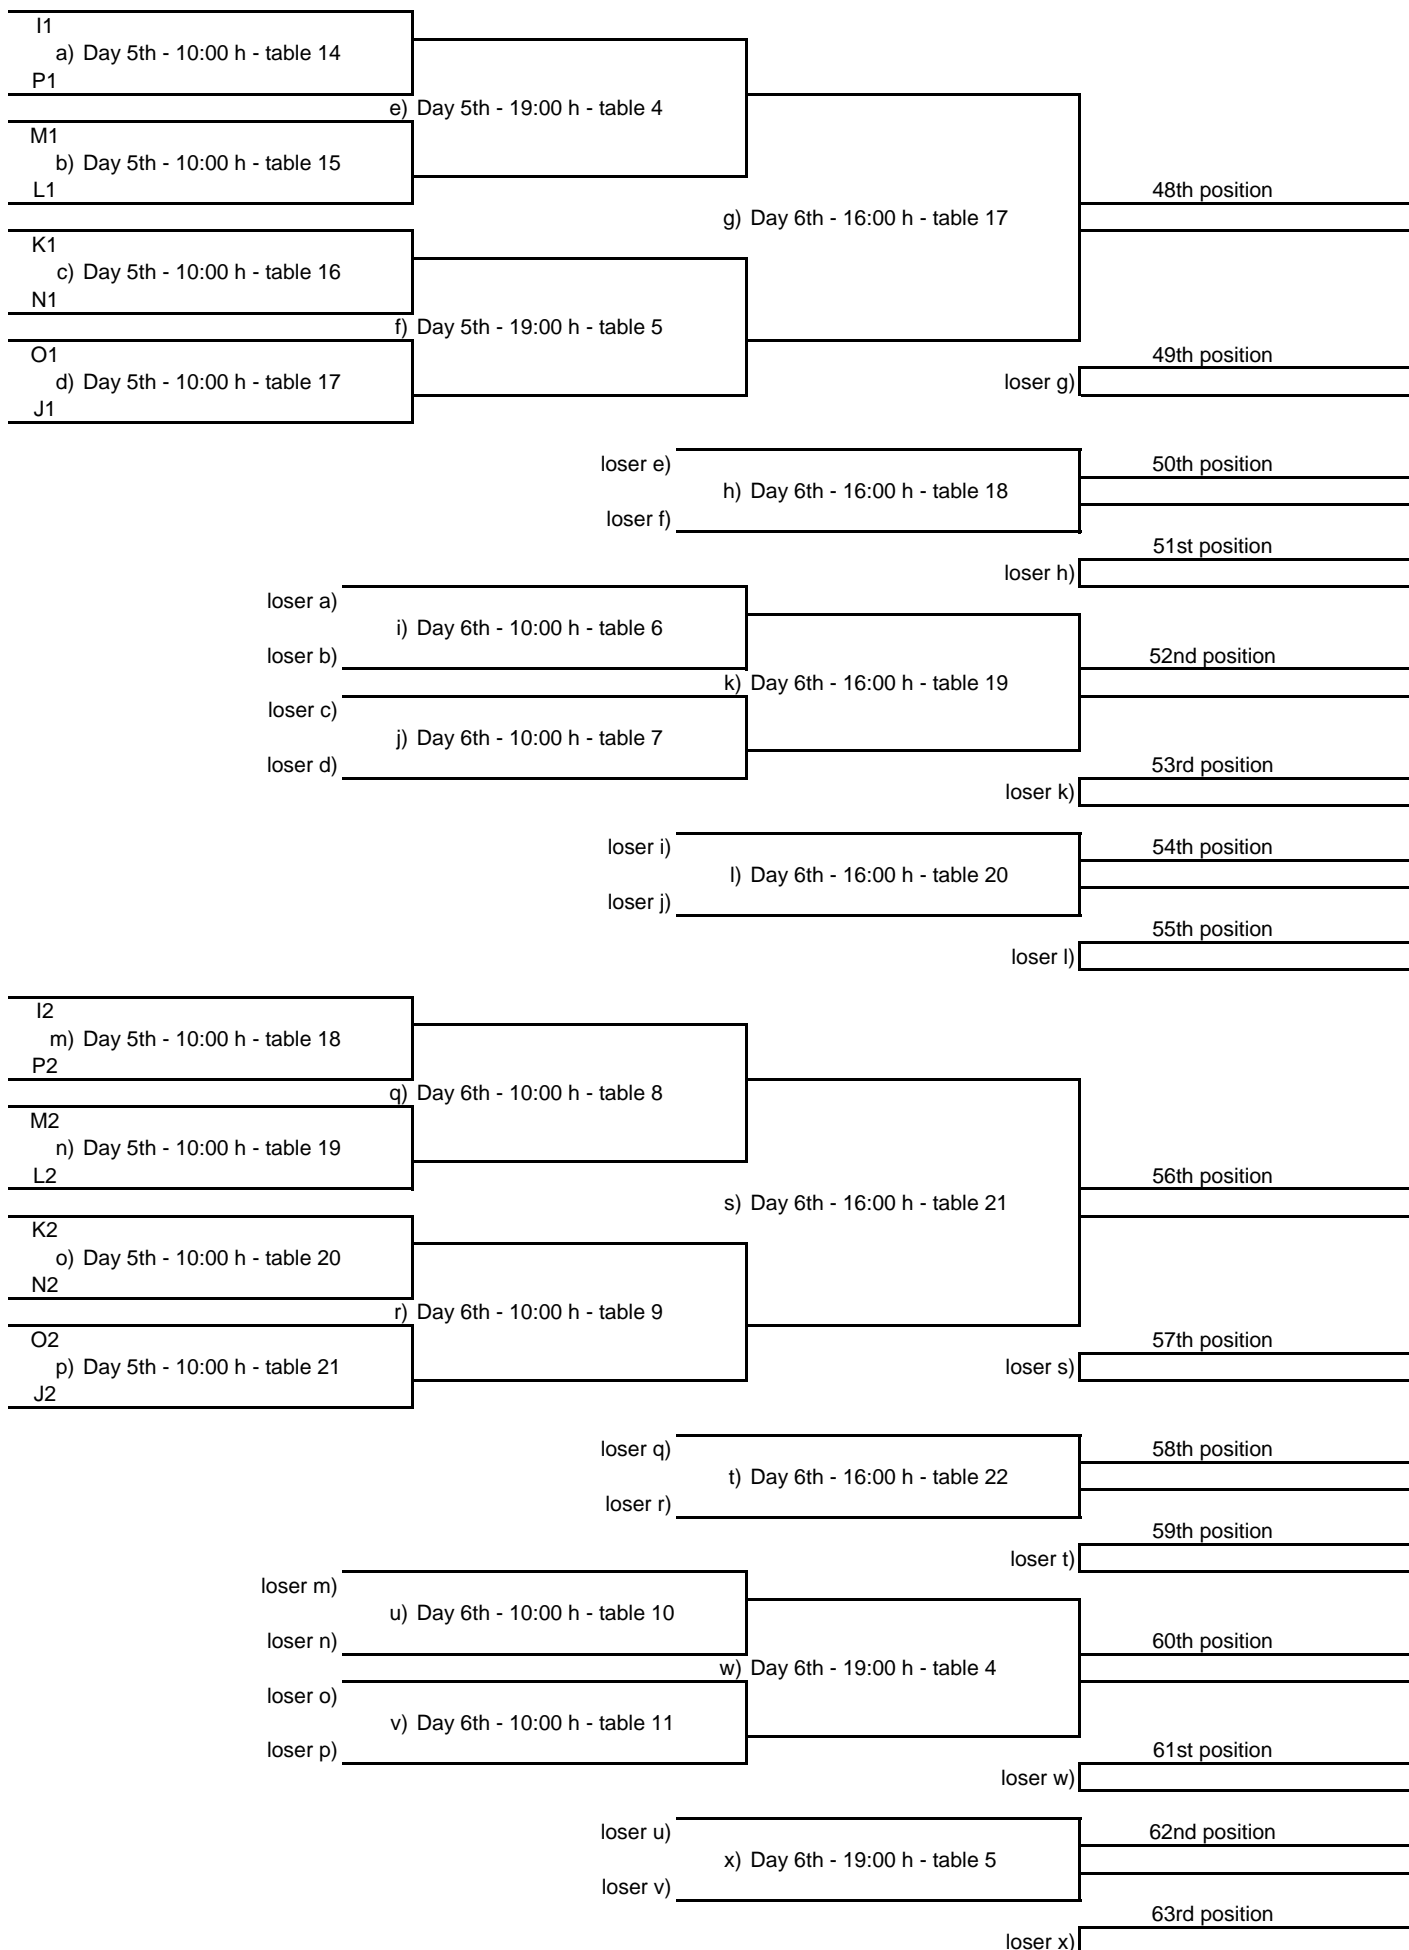 I1
a) Day 5th - 10:00 h - table 14
P1
e) Day 5th - 19:00 h - table 4
M1
b) Day 5th - 10:00 h - table 15
L1
48th position
g) Day 6th - 16:00 h - table 17
K1
c) Day 5th - 10:00 h - table 16
N1
f) Day 5th - 19:00 h - table 5
O1
49th position
d) Day 5th - 10:00 h - table 17
loser g)
J1
loser e)
50th position
h) Day 6th - 16:00 h - table 18
loser f)
51st position
loser h)
loser a)
i) Day 6th - 10:00 h - table 6
loser b)
52nd position
k) Day 6th - 16:00 h - table 19
loser c)
j) Day 6th - 10:00 h - table 7
loser d)
53rd position
loser k)
loser i)
54th position
l) Day 6th - 16:00 h - table 20
loser j)
55th position
loser l)
I2
m) Day 5th - 10:00 h - table 18
P2
q) Day 6th - 10:00 h - table 8
M2
n) Day 5th - 10:00 h - table 19
L2
56th position
s) Day 6th - 16:00 h - table 21
K2
o) Day 5th - 10:00 h - table 20
N2
r) Day 6th - 10:00 h - table 9
O2
57th position
p) Day 5th - 10:00 h - table 21
loser s)
J2
loser q)
58th position
t) Day 6th - 16:00 h - table 22
loser r)
59th position
loser t)
loser m)
u) Day 6th - 10:00 h - table 10
loser n)
60th position
w) Day 6th - 19:00 h - table 4
loser o)
v) Day 6th - 10:00 h - table 11
loser p)
61st position
loser w)
loser u)
62nd position
x) Day 6th - 19:00 h - table 5
loser v)
63rd position
loser x)